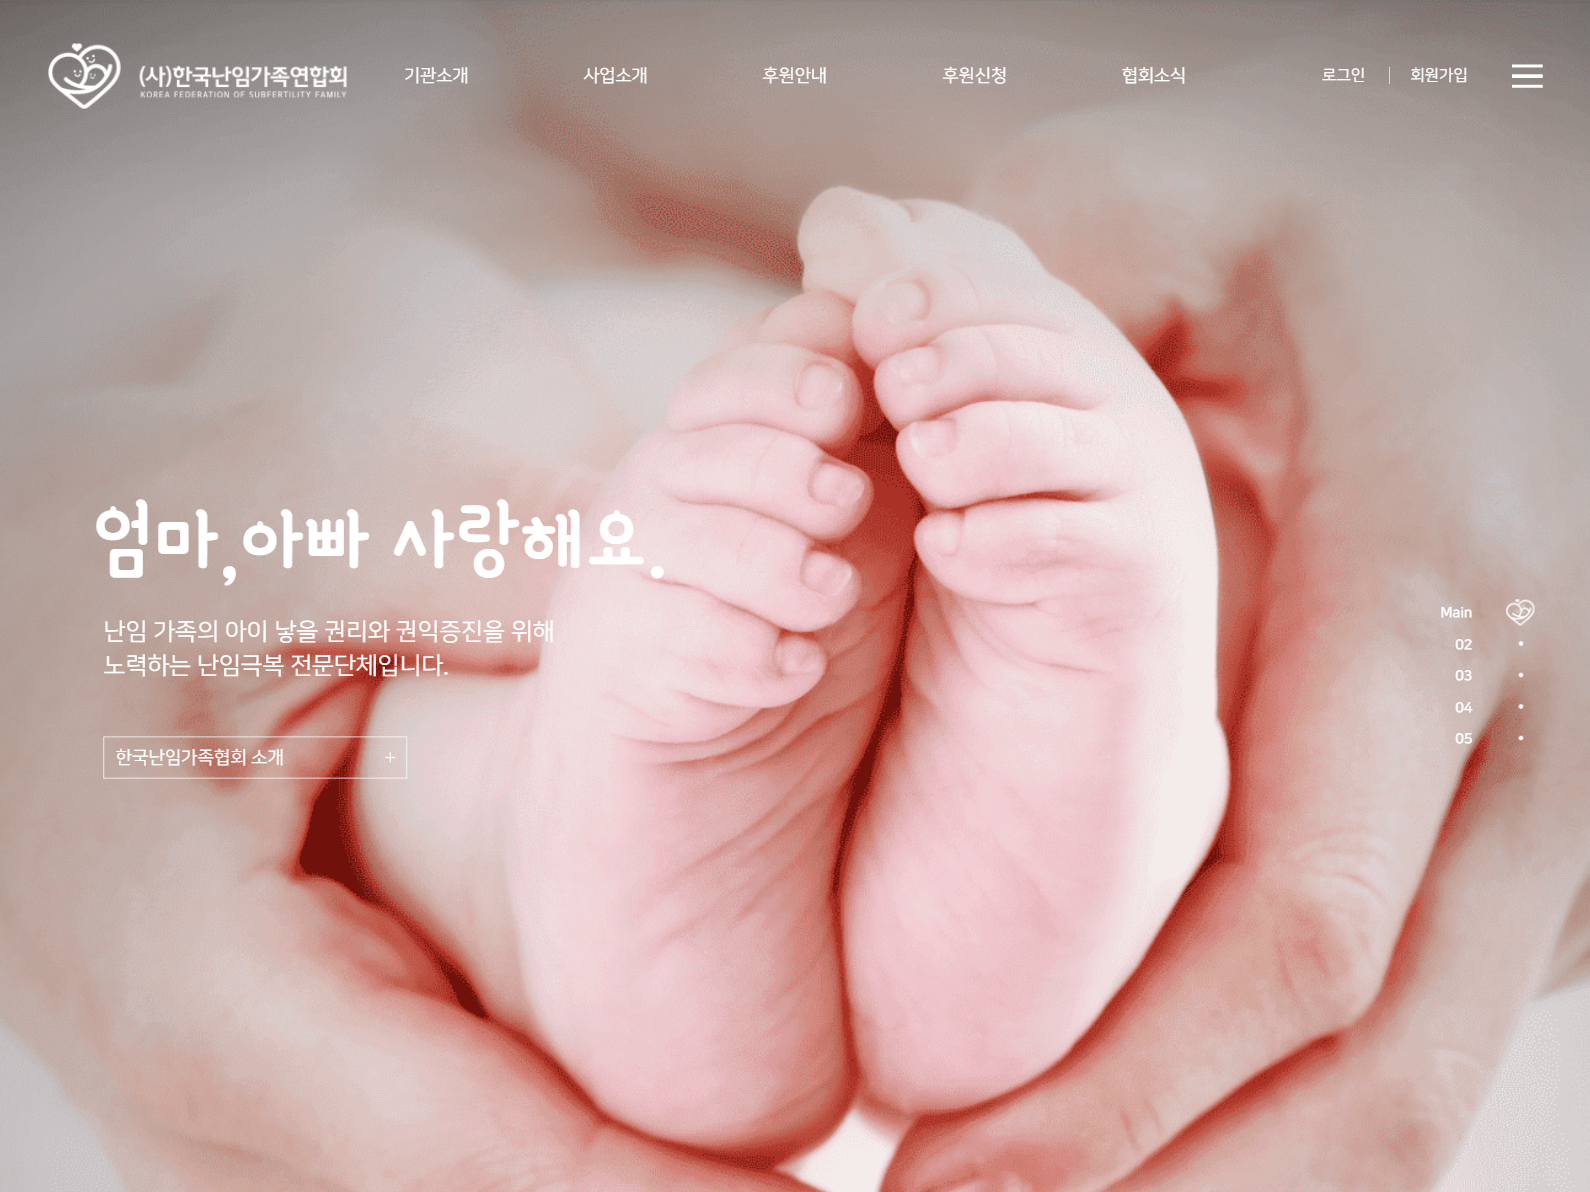 (사)한국난임가족연합회
KOREA FEDERATION OF SUBFERTILITY FAMILY
기관소개
사업소개
후원안내
후원신청
협회소식
로그인
회원가입
엄마,아빠 사랑해요.
난임 가족의 아이 낳을 권리와 권익증진을 위해
노력하는 난임극복 전문단체입니다.
한국난임가족협회 소개 +
Main
02
03
04
05